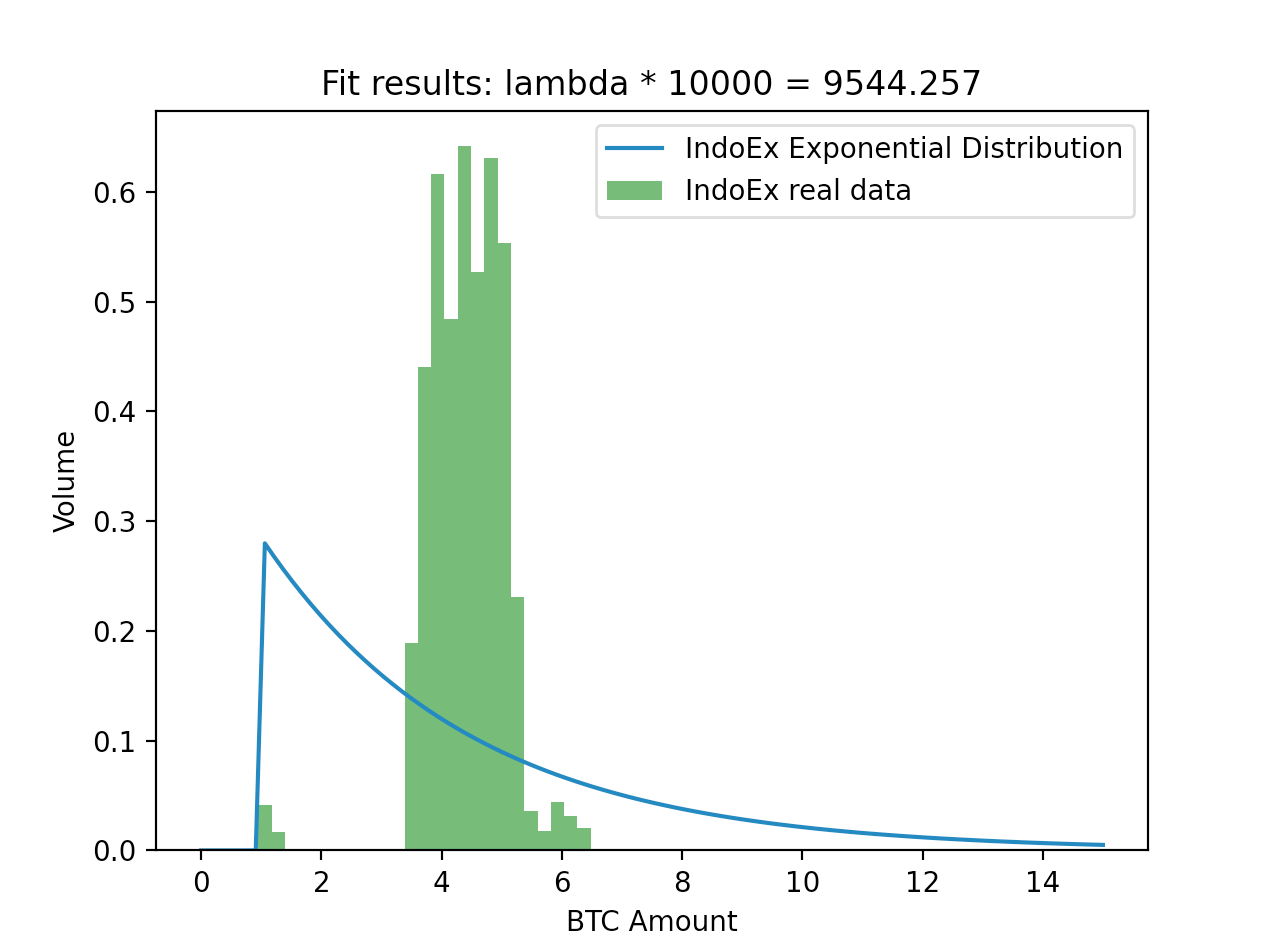 Fit results: lambda * 10000 = 9544.257
IndoEx Exponential Distribution
IndoEx real data
0.6
0.5
0.4
0.3
0.2
0.1
0.0
Volume
0 2 4 6 8 10 12 14
BTC Amount